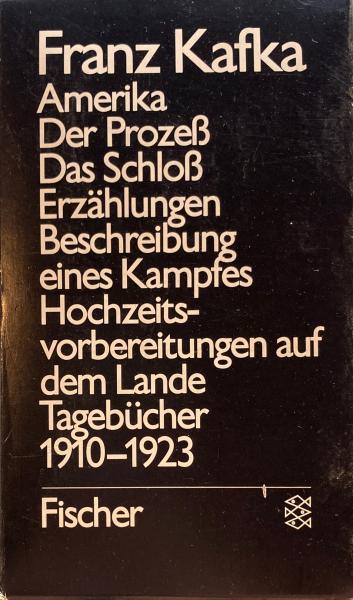 Franz Kafka
Amerika
Der Prozeß
Das Schloß
Erzählungen
Beschreibung
eines Kampfes
Hochzeits-
vorbereitungen auf
dem Lande
Tagebücher
1910–1923
Fischer